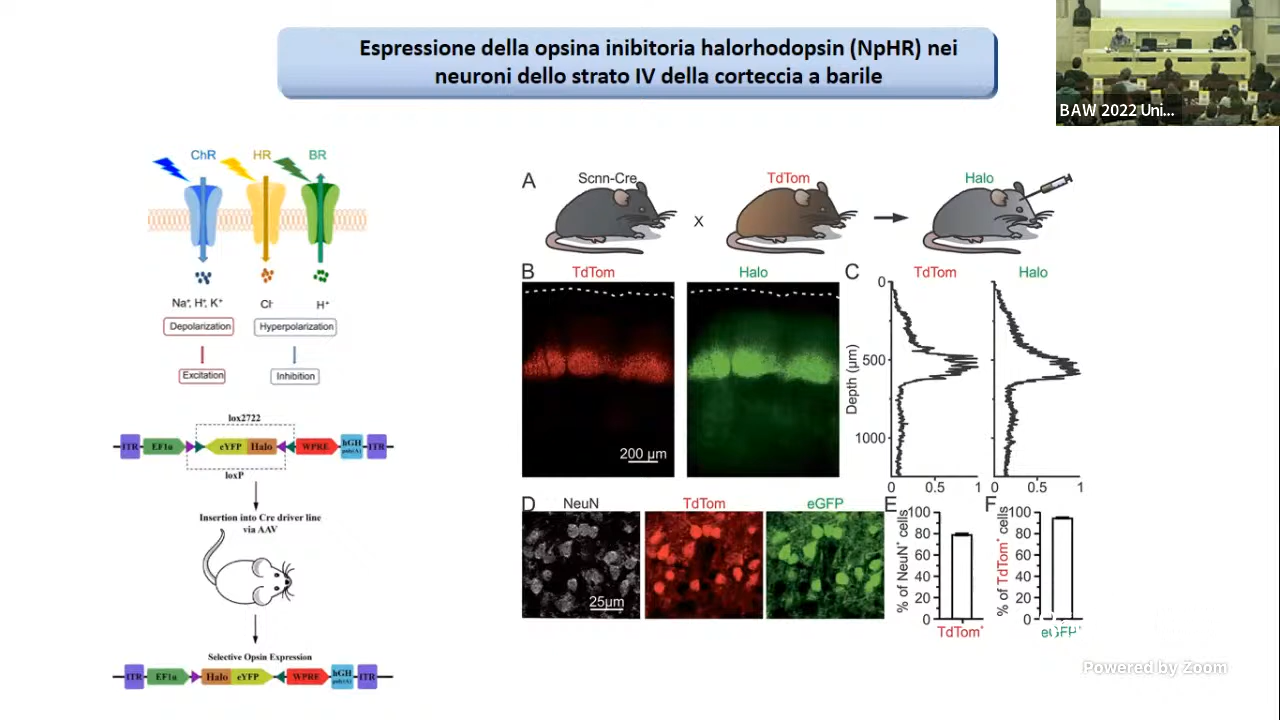 Espressione della opsina inibitoria halorhodopsin (NpHR) nei
neuroni dello strato IV della corteccia a barile
BAW 2022 Uni...
ChR HR BR
Na⁺, H⁺, K⁺ Cl⁻ H⁺
Depolarization Hyperpolarization
Excitation Inhibition
lox2722
ITR EF1α eYFP Halo WPRE hGH poly(A) ITR
loxP
Insertion into Cre driver line
via AAV
Selective Opsin Expression
ITR EF1α Halo eYFP WPRE hGH poly(A) ITR
A Scnn-Cre TdTom Halo
x
B TdTom Halo
200 µm
C TdTom Halo
Depth (µm)
0
500
1000
0 0.5 1 0 0.5 1
D NeuN TdTom eGFP
25µm
E
% of NeuN⁺ cells
100
80
60
40
20
0
TdTom⁺
F
% of TdTom⁺ cells
100
80
60
40
20
0
eGFP⁺
Powered by Zoom